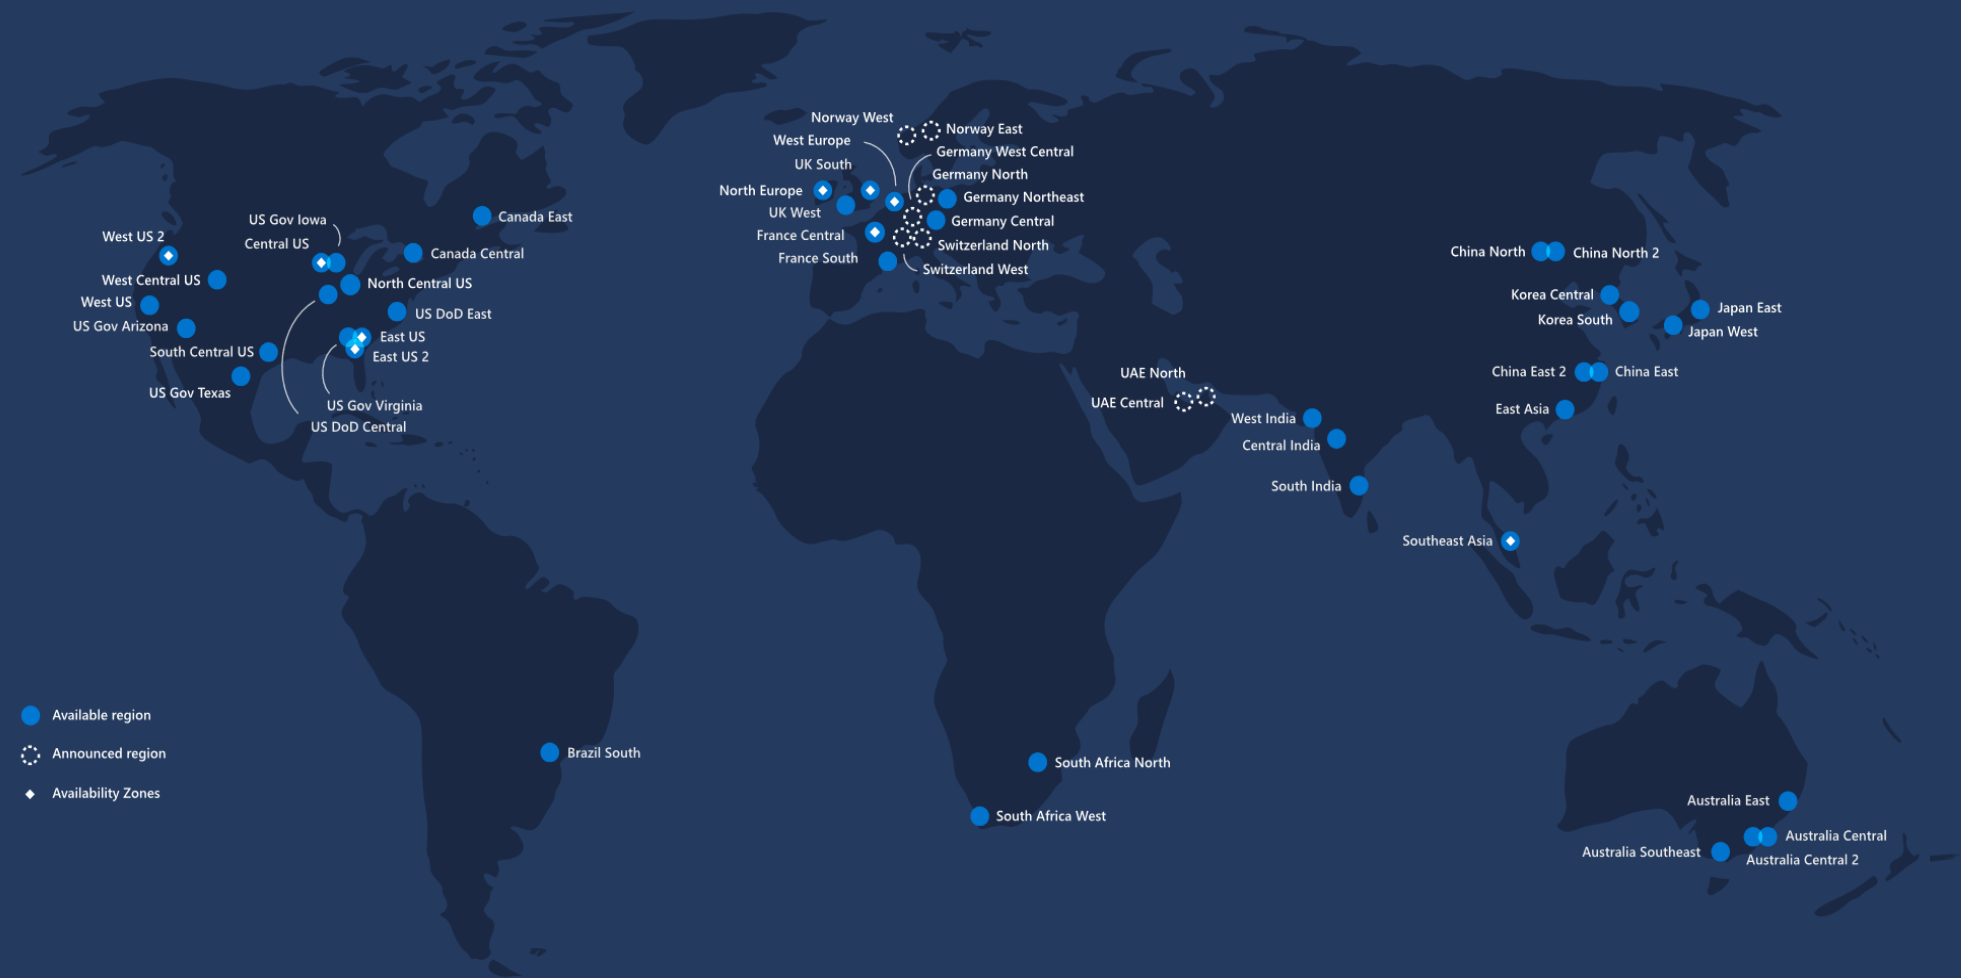 Norway West
Norway East
West Europe
Germany West Central
UK South
Germany North
North Europe
Germany Northeast
UK West
Canada East
US Gov Iowa
Germany Central
West US 2
France Central
Central US
Switzerland North
Canada Central
China North
China North 2
France South
Switzerland West
West Central US
North Central US
Korea Central
West US
Japan East
US DoD East
Korea South
US Gov Arizona
Japan West
East US
South Central US
East US 2
China East 2
China East
UAE North
US Gov Texas
UAE Central
US Gov Virginia
East Asia
West India
US DoD Central
Central India
South India
Southeast Asia
Available region
Announced region
Brazil South
South Africa North
Availability Zones
Australia East
South Africa West
Australia Central
Australia Southeast
Australia Central 2